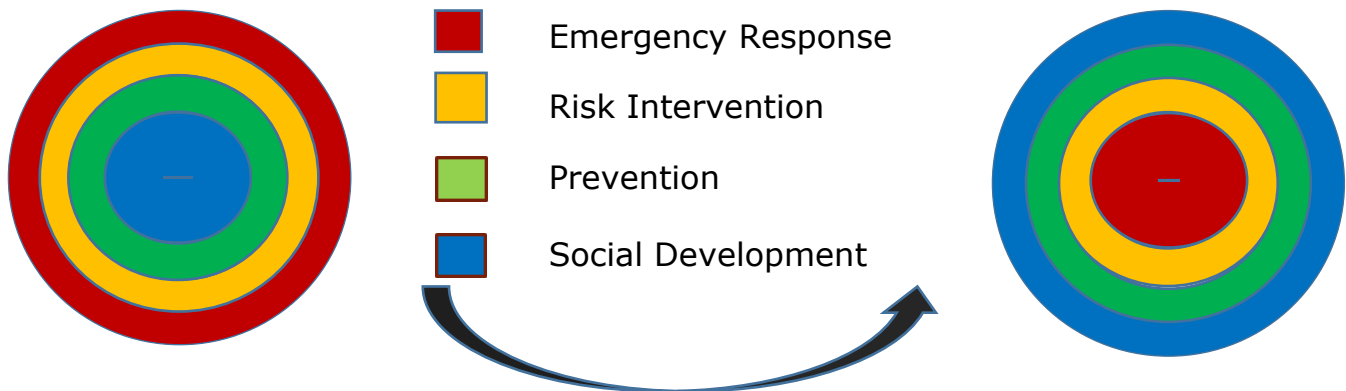 Emergency Response
Risk Intervention
Prevention
Social Development